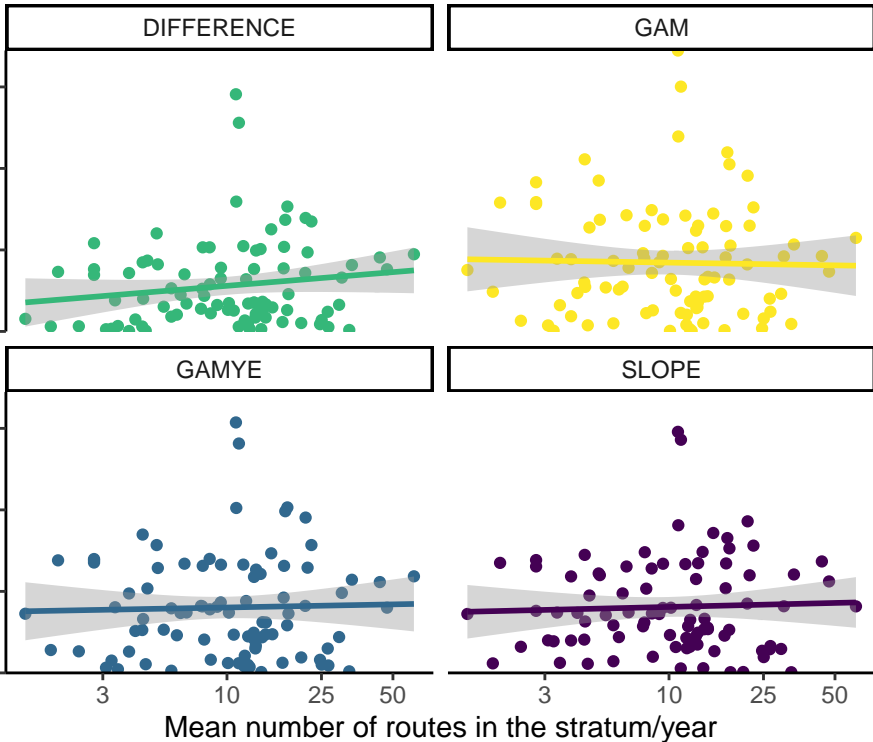 DIFFERENCE GAM
GAMYE SLOPE
3 10 25 50 3 10 25 50
Mean number of routes in the stratum/year